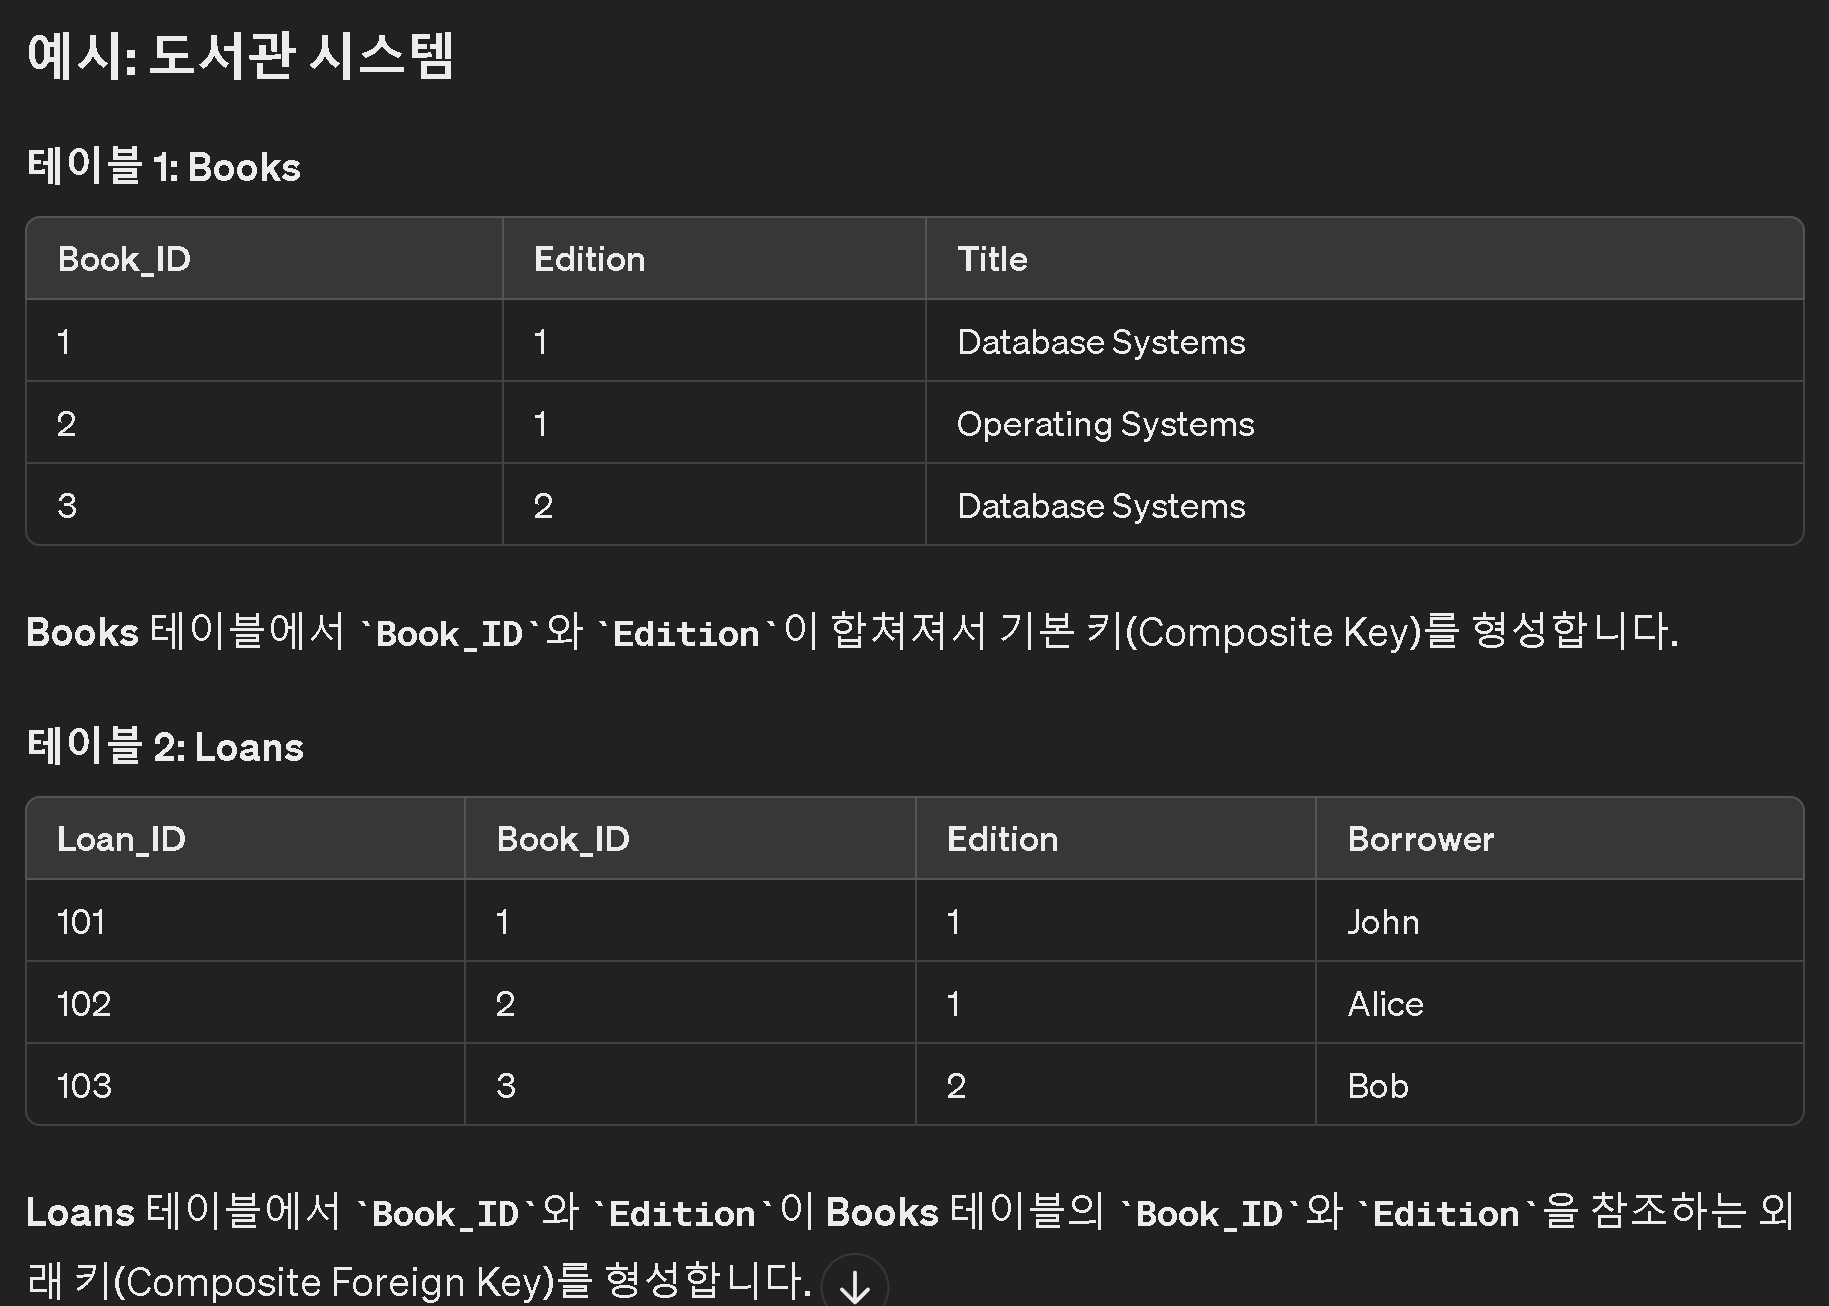 예시: 도서관 시스템
테이블 1: Books
Book_ID Edition Title
1 1 Database Systems
2 1 Operating Systems
3 2 Database Systems
Books 테이블에서 `Book_ID`와 `Edition`이 합쳐져서 기본 키(Composite Key)를 형성합니다.
테이블 2: Loans
Loan_ID Book_ID Edition Borrower
101 1 1 John
102 2 1 Alice
103 3 2 Bob
Loans 테이블에서 `Book_ID`와 `Edition`이 Books 테이블의 `Book_ID`와 `Edition`을 참조하는 외
래 키(Composite Foreign Key)를 형성합니다.